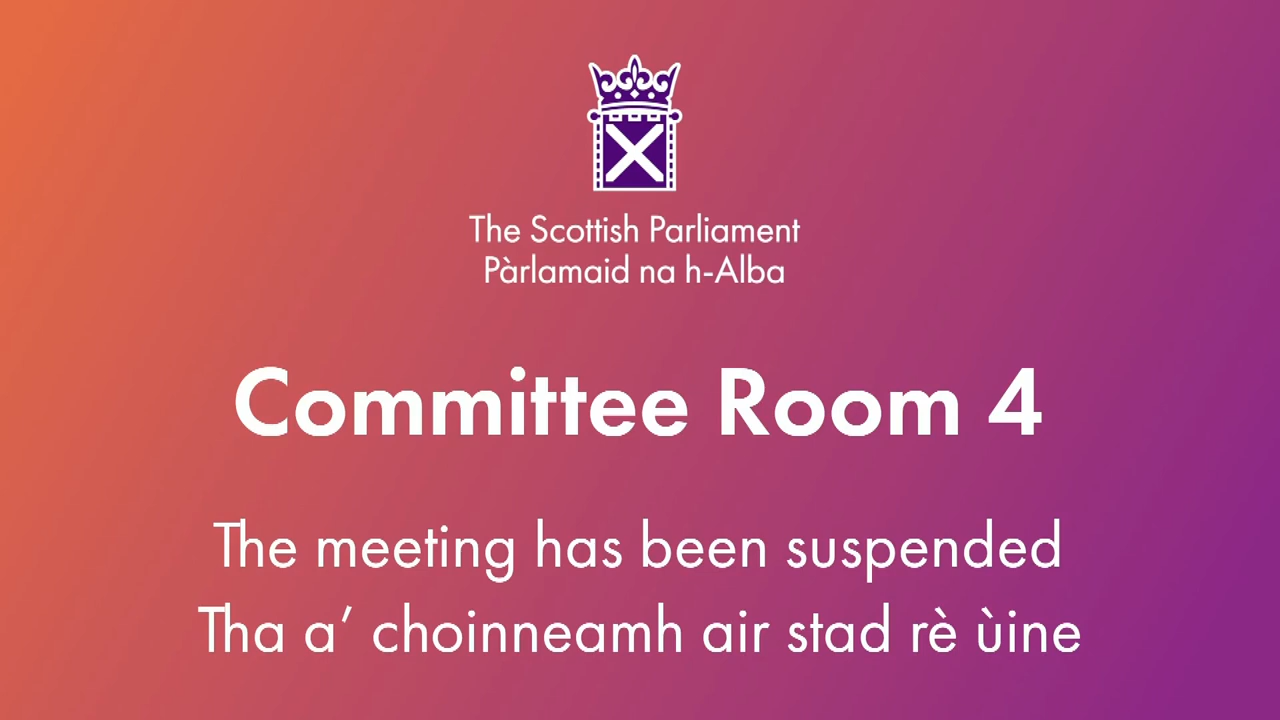 The Scottish Parliament
Pàrlamaid na h-Alba
Committee Room 4
The meeting has been suspended
Tha a’ choinneamh air stad rè ùine